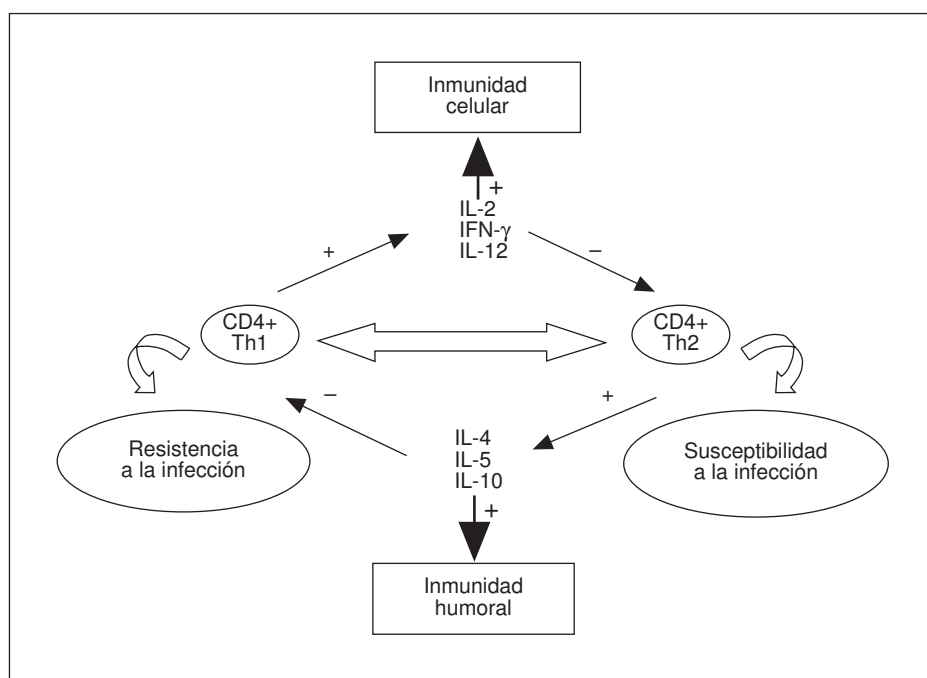 Inmunidad
celular
+
IL-2
IFN-γ
IL-12
+
–
CD4+
Th1
CD4+
Th2
–
+
Resistencia
a la infección
IL-4
IL-5
IL-10
Susceptibilidad
a la infección
+
Inmunidad
humoral